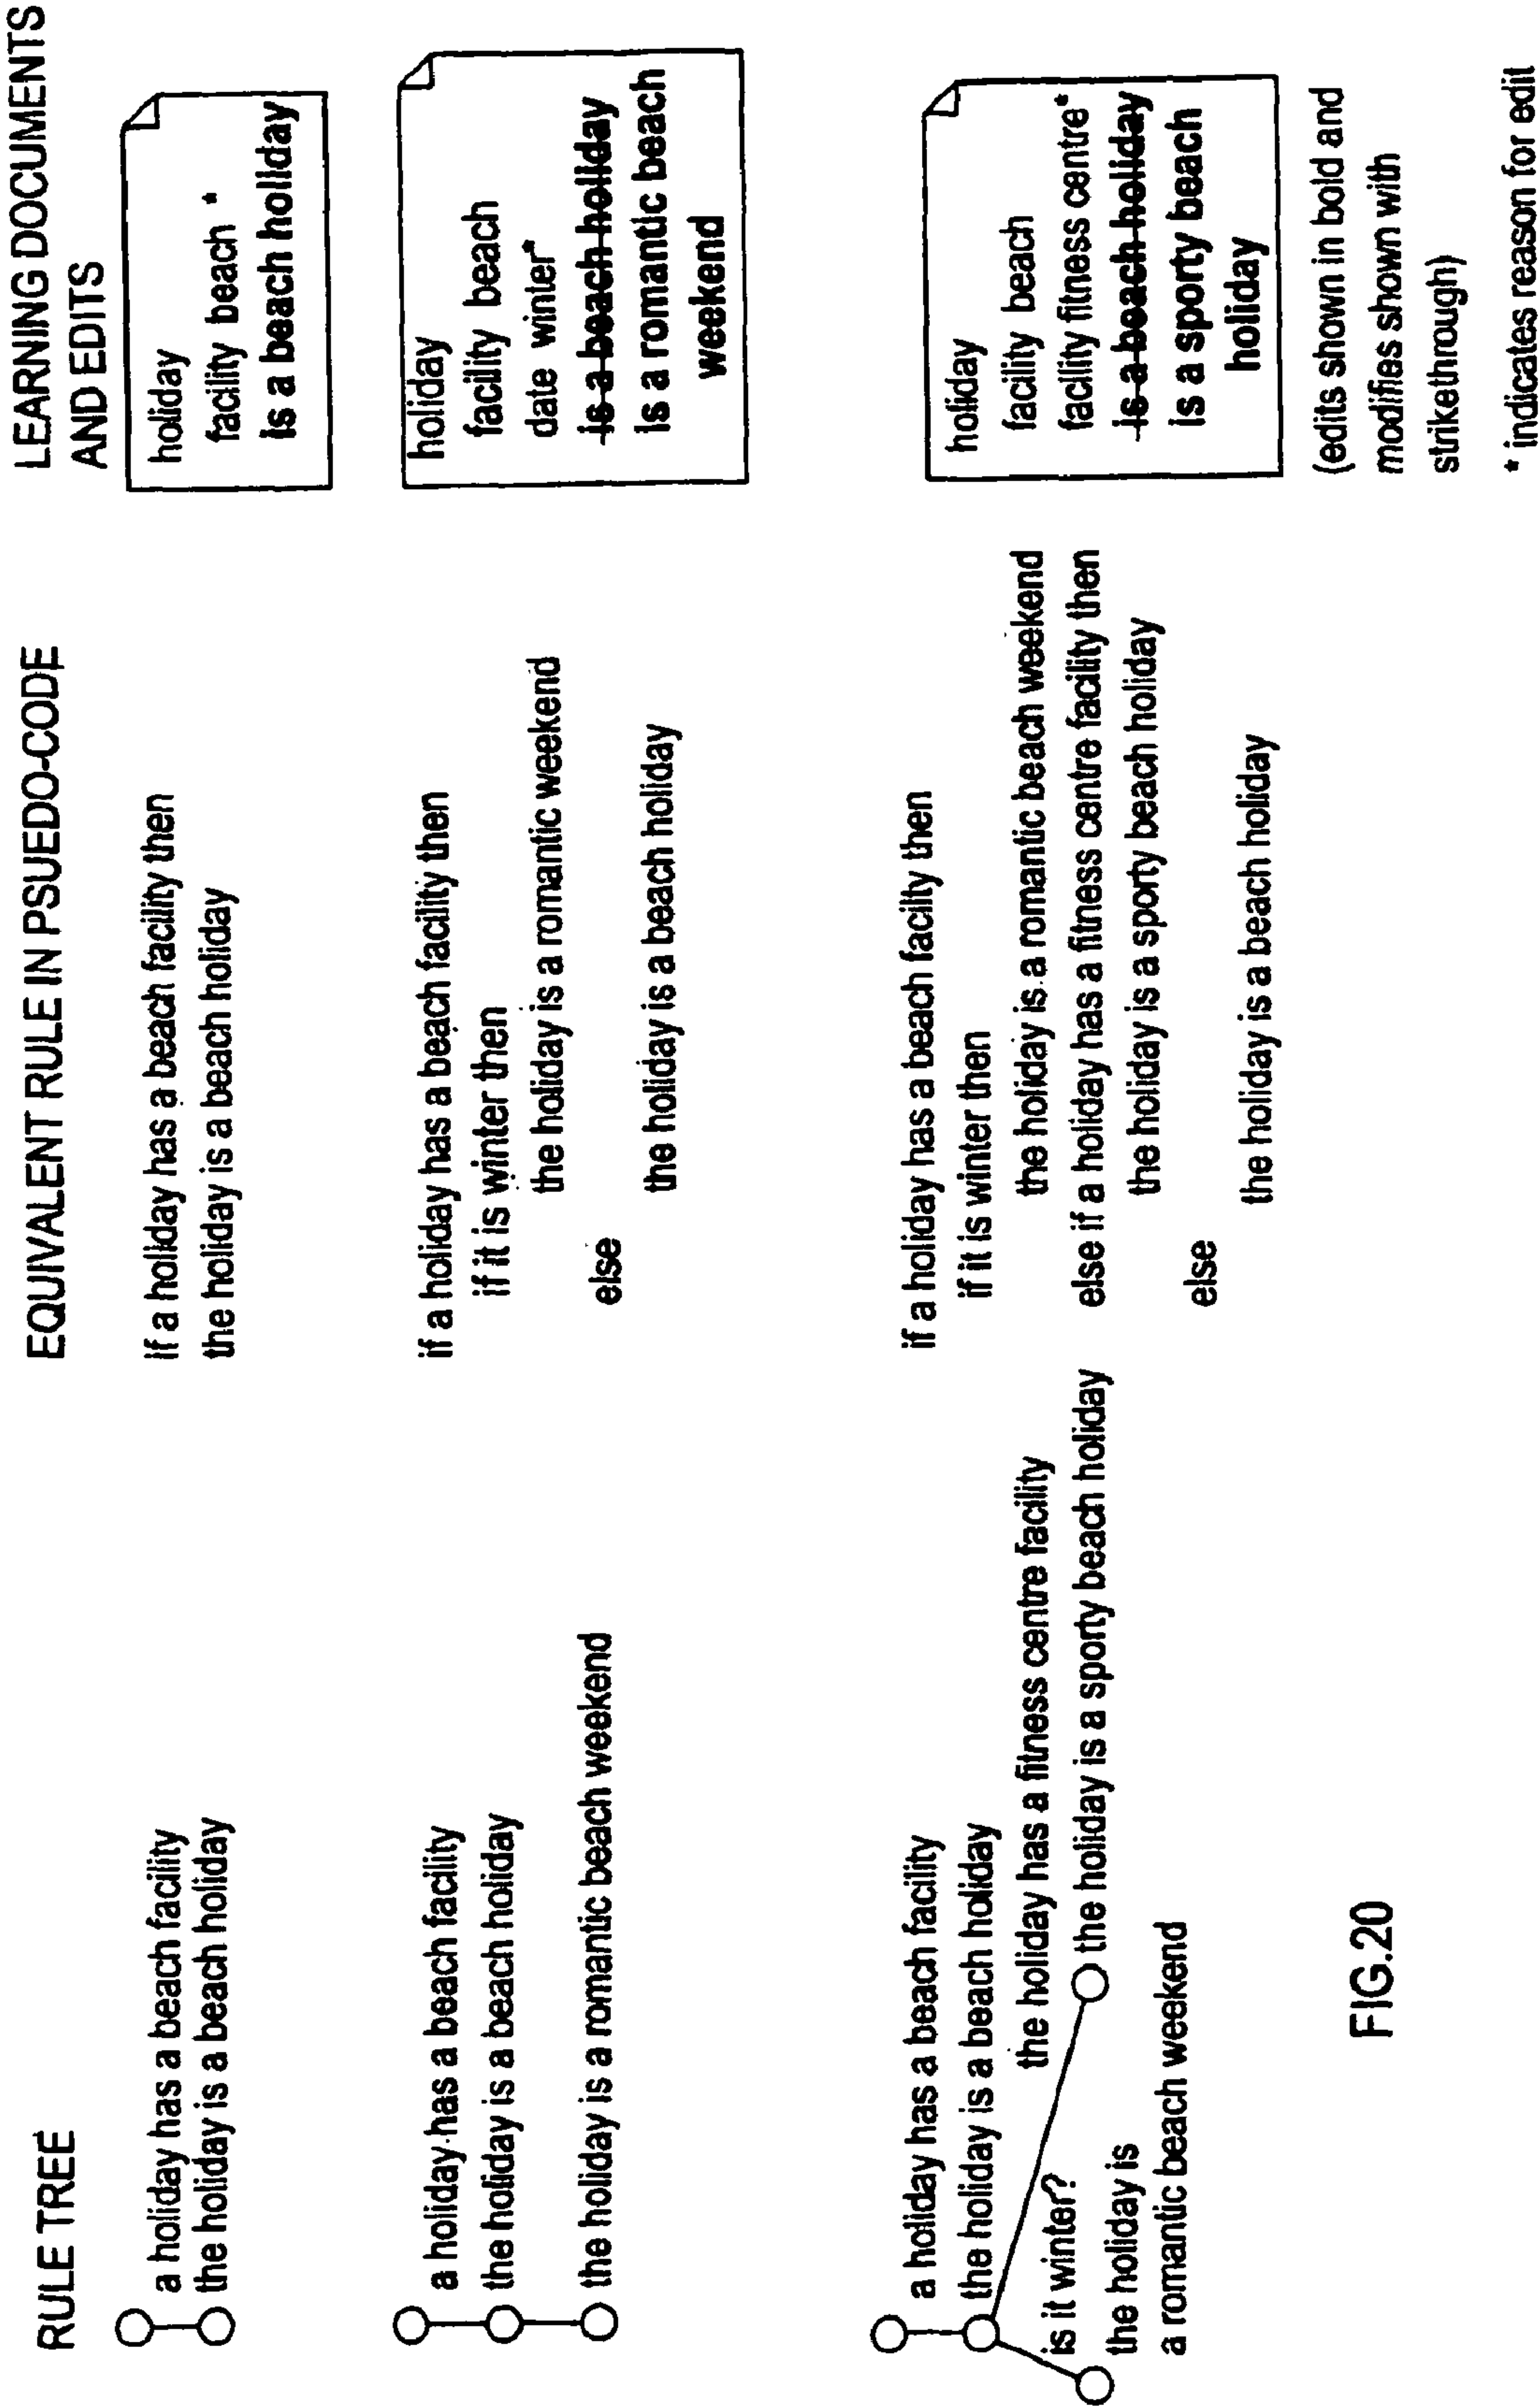 RULE TREE
a holiday has a beach facility
the holiday is a beach holiday
a holiday has a beach facility
the holiday is a beach holiday
the holiday is a romantic beach weekend
a holiday has a beach facility
the holiday is a beach holiday
the holiday has a fitness centre facility
is it winter?
the holiday is a sporty beach holiday
the holiday is
a romantic beach weekend
EQUIVALENT RULE IN PSUEDO-CODE
if a holiday has a beach facility then
the holiday is a beach holiday
if a holiday has a beach facility then
if it is winter then
the holiday is a romantic weekend
else
the holiday is a beach holiday
if a holiday has a beach facilty then
if it is winter then
the holiday is a romantic beach weekend
else if a holiday has a fitness centre facility then
the holiday is a sporty beach holiday
else
the holiday is a beach holiday
LEARNING DOCUMENTS
AND EDITS
holiday
facility beach *
is a beach holiday
holiday
facility beach
date winter*
is a beach holiday
is a romantic beach
weekend
holiday
facility beach
facility fitness centre*
is a beach holiday
is a sporty beach
holiday
(edits shown in bold and
modifies shown with
strikethrough)
* indicates reason for edit
FIG.20